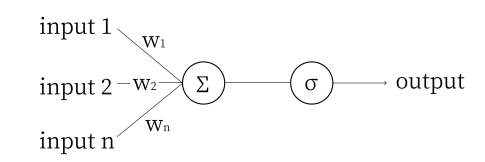 input 1
w₁
input 2 w₂ Σ σ output
wₙ
input n